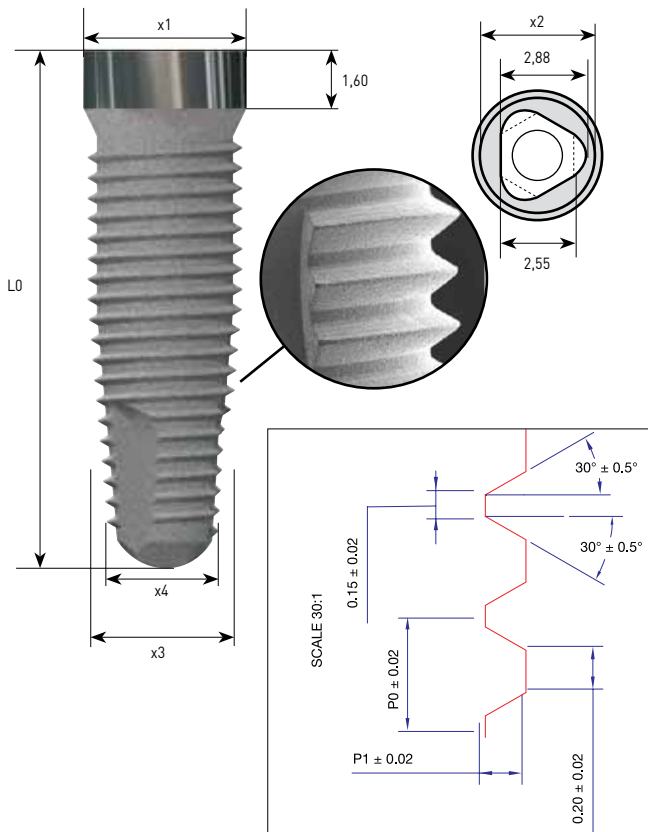 x1
x2
2,88
1,60
L0
2,55
30° ± 0.5°
0.15 ± 0.02
30° ± 0.5°
x4
SCALE 30:1
x3
P0 ± 0.02
P1 ± 0.02
0.20 ± 0.02